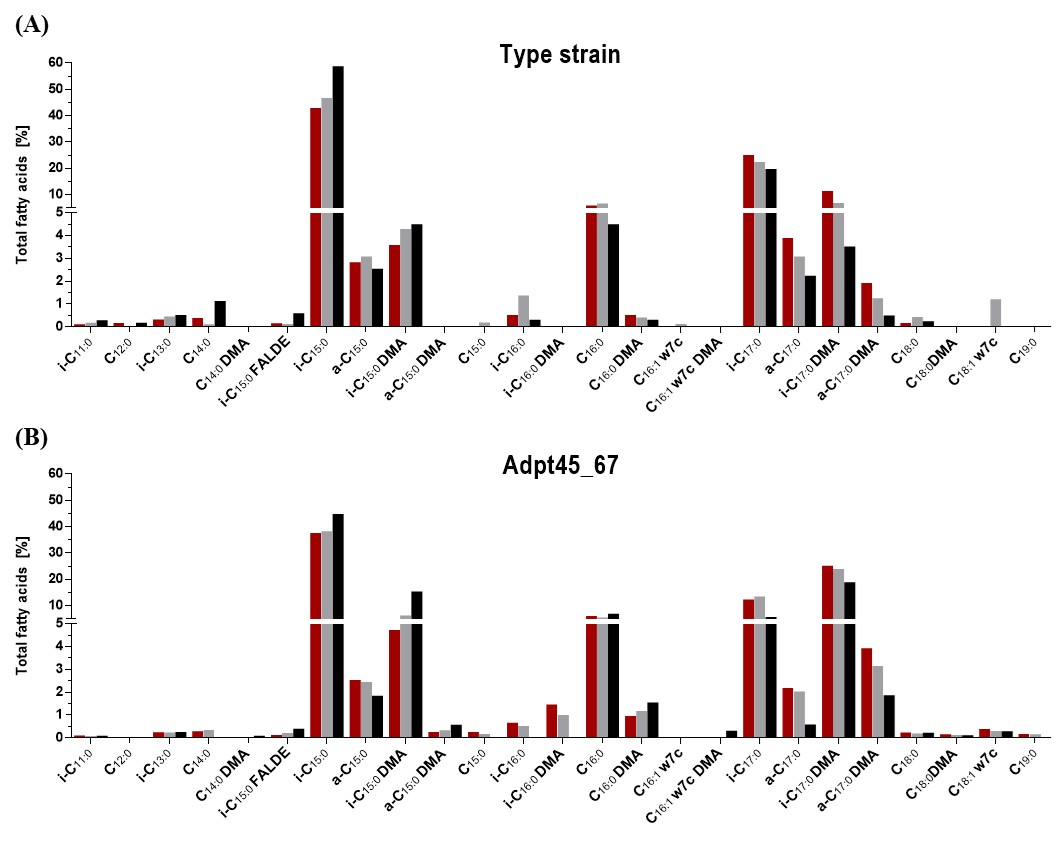 (A)
Type strain
Total fatty acids [%]
60
50
40
30
20
10
5
4
3
2
1
0
i-C11:0
C12:0
i-C13:0
C14:0
C14:0 DMA
i-C15:0 FALDE
i-C15:0
a-C15:0
i-C15:0 DMA
a-C15:0 DMA
C15:0
i-C16:0
i-C16:0 DMA
C16:0
C16:0 DMA
C16:1 w7c
C16:1 w7c DMA
i-C17:0
a-C17:0
i-C17:0 DMA
a-C17:0 DMA
C18:0
C18:0DMA
C18:1 w7c
C19:0
(B)
Adpt45_67
Total fatty acids [%]
60
50
40
30
20
10
5
4
3
2
1
0
i-C11:0
C12:0
i-C13:0
C14:0
C14:0 DMA
i-C15:0 FALDE
i-C15:0
a-C15:0
i-C15:0 DMA
a-C15:0 DMA
C15:0
i-C16:0
i-C16:0 DMA
C16:0
C16:0 DMA
C16:1 w7c
C16:1 w7c DMA
i-C17:0
a-C17:0
i-C17:0 DMA
a-C17:0 DMA
C18:0
C18:0DMA
C18:1 w7c
C19:0